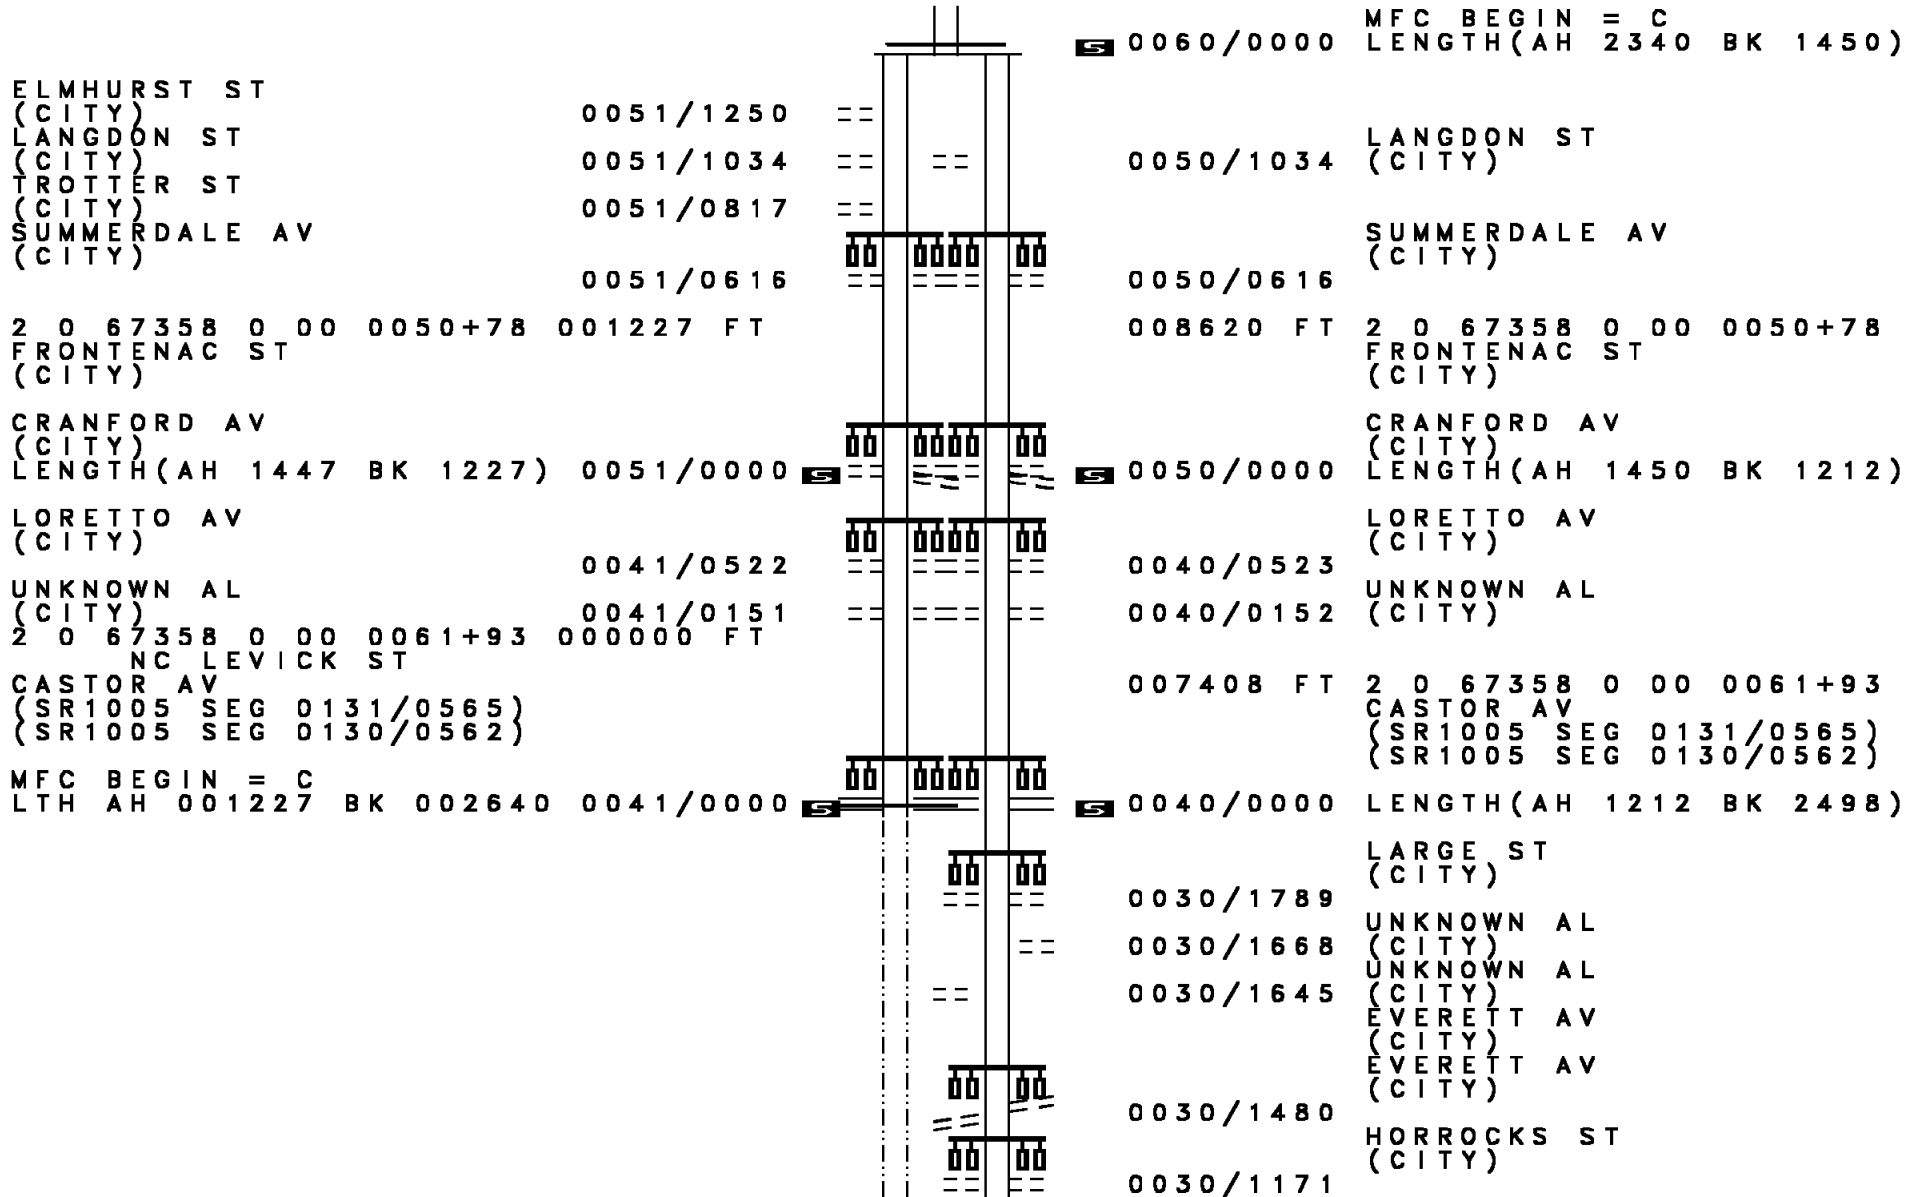 MFC BEGIN = C
S 0060/0000 LENGTH(AH 2340 BK 1450)
ELMHURST ST
(CITY) 0051/1250
LANGDON ST LANGDON ST
(CITY) 0051/1034 0050/1034 (CITY)
TROTTER ST
(CITY) 0051/0817
SUMMERDALE AV SUMMERDALE AV
(CITY) (CITY)
0051/0616 0050/0616
2 0 67358 0 00 0050+78 001227 FT 008620 FT 2 0 67358 0 00 0050+78
FRONTENAC ST FRONTENAC ST
(CITY) (CITY)
CRANFORD AV CRANFORD AV
(CITY) (CITY)
LENGTH(AH 1447 BK 1227) 0051/0000 S S 0050/0000 LENGTH(AH 1450 BK 1212)
LORETTO AV LORETTO AV
(CITY) (CITY)
0041/0522 0040/0523
UNKNOWN AL UNKNOWN AL
(CITY) 0041/0151 0040/0152 (CITY)
2 0 67358 0 00 0061+93 000000 FT
NC LEVICK ST
CASTOR AV 007408 FT 2 0 67358 0 00 0061+93
(SR1005 SEG 0131/0565) CASTOR AV
(SR1005 SEG 0130/0562) (SR1005 SEG 0131/0565)
(SR1005 SEG 0130/0562)
MFC BEGIN = C
LTH AH 001227 BK 002640 0041/0000 S S 0040/0000 LENGTH(AH 1212 BK 2498)
LARGE ST
(CITY)
0030/1789
UNKNOWN AL
0030/1668 (CITY)
UNKNOWN AL
0030/1645 (CITY)
EVERETT AV
(CITY)
EVERETT AV
(CITY)
0030/1480
HORROCKS ST
(CITY)
0030/1171